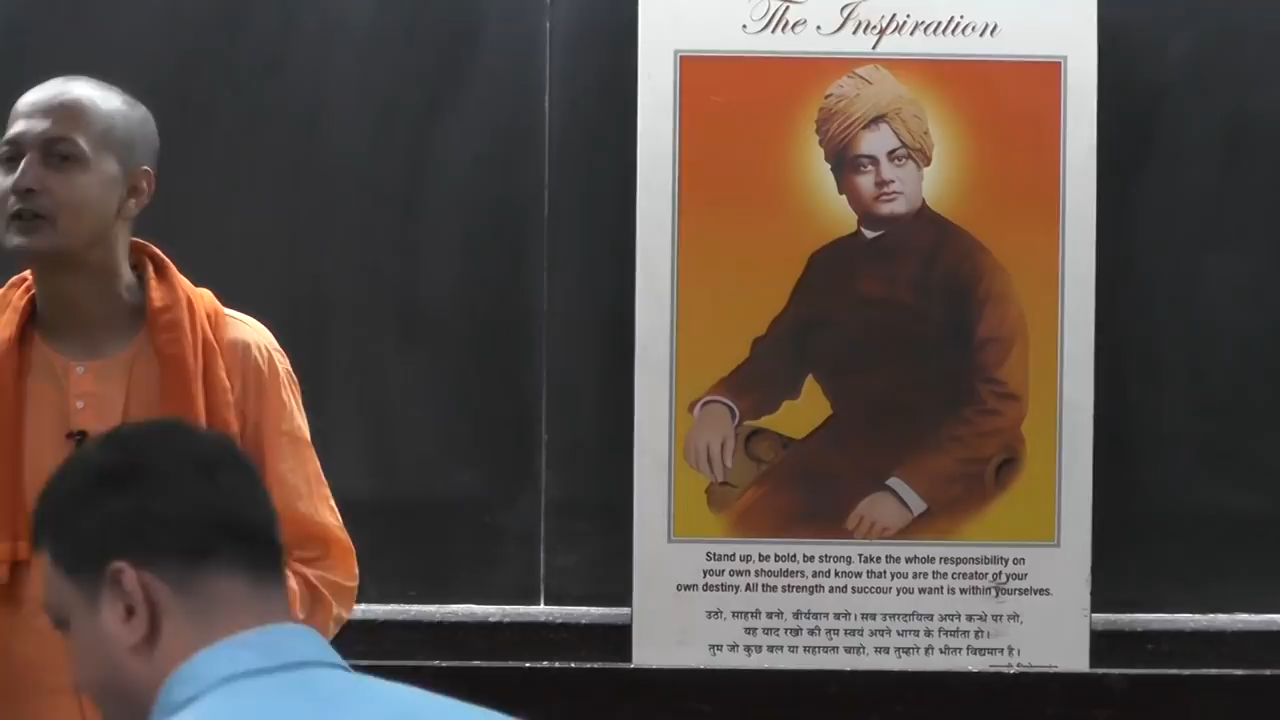 The Inspiration
Stand up, be bold, be strong. Take the whole responsibility on
your own shoulders, and know that you are the creator of your
own destiny. All the strength and succour you want is within yourselves.
उठो, साहसी बनो, वीर्यवान बनो। सब उत्तरदायित्व अपने कन्धे पर लो,
यह याद रखो की तुम स्वयं अपने भाग्य के निर्माता हो।
तुम जो कुछ बल या सहायता चाहो, सब तुम्हारे ही भीतर विद्यमान है।